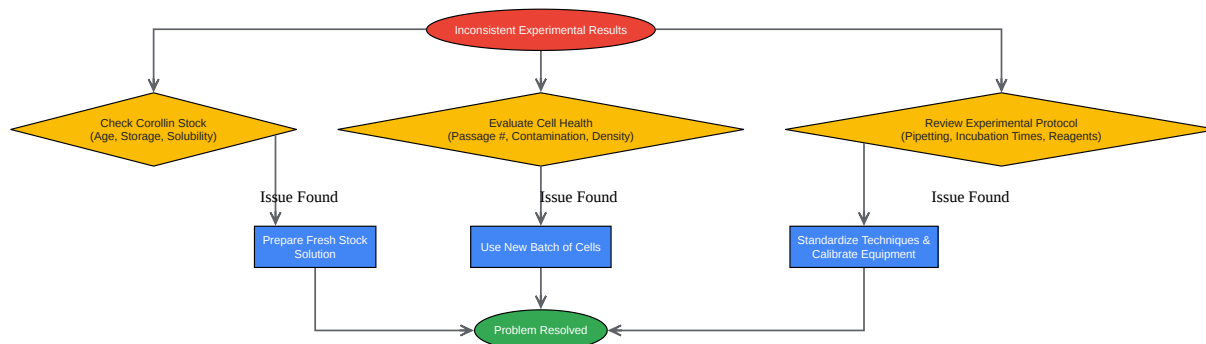 Inconsistent Experimental Results
Check Corollin Stock
(Age, Storage, Solubility)
Evaluate Cell Health
(Passage #, Contamination, Density)
Review Experimental Protocol
(Pipetting, Incubation Times, Reagents)
Issue Found
Issue Found
Issue Found
Prepare Fresh Stock
Solution
Use New Batch of Cells
Standardize Techniques &
Calibrate Equipment
Problem Resolved